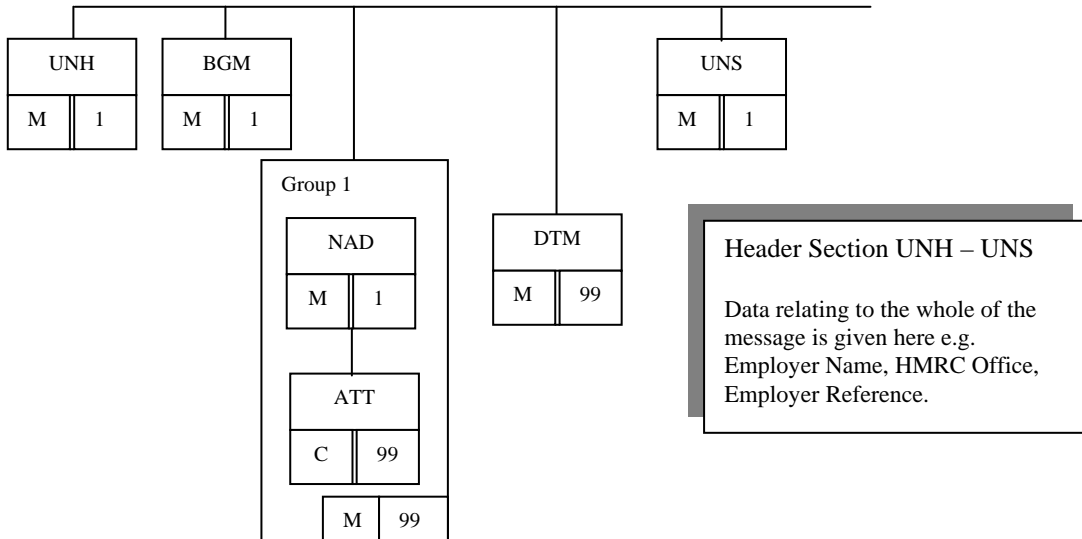 UNH
M 1
BGM
M 1
UNS
M 1
Group 1
NAD
M 1
ATT
C 99
M 99
DTM
M 99
Header Section UNH – UNS
Data relating to the whole of the
message is given here e.g.
Employer Name, HMRC Office,
Employer Reference.